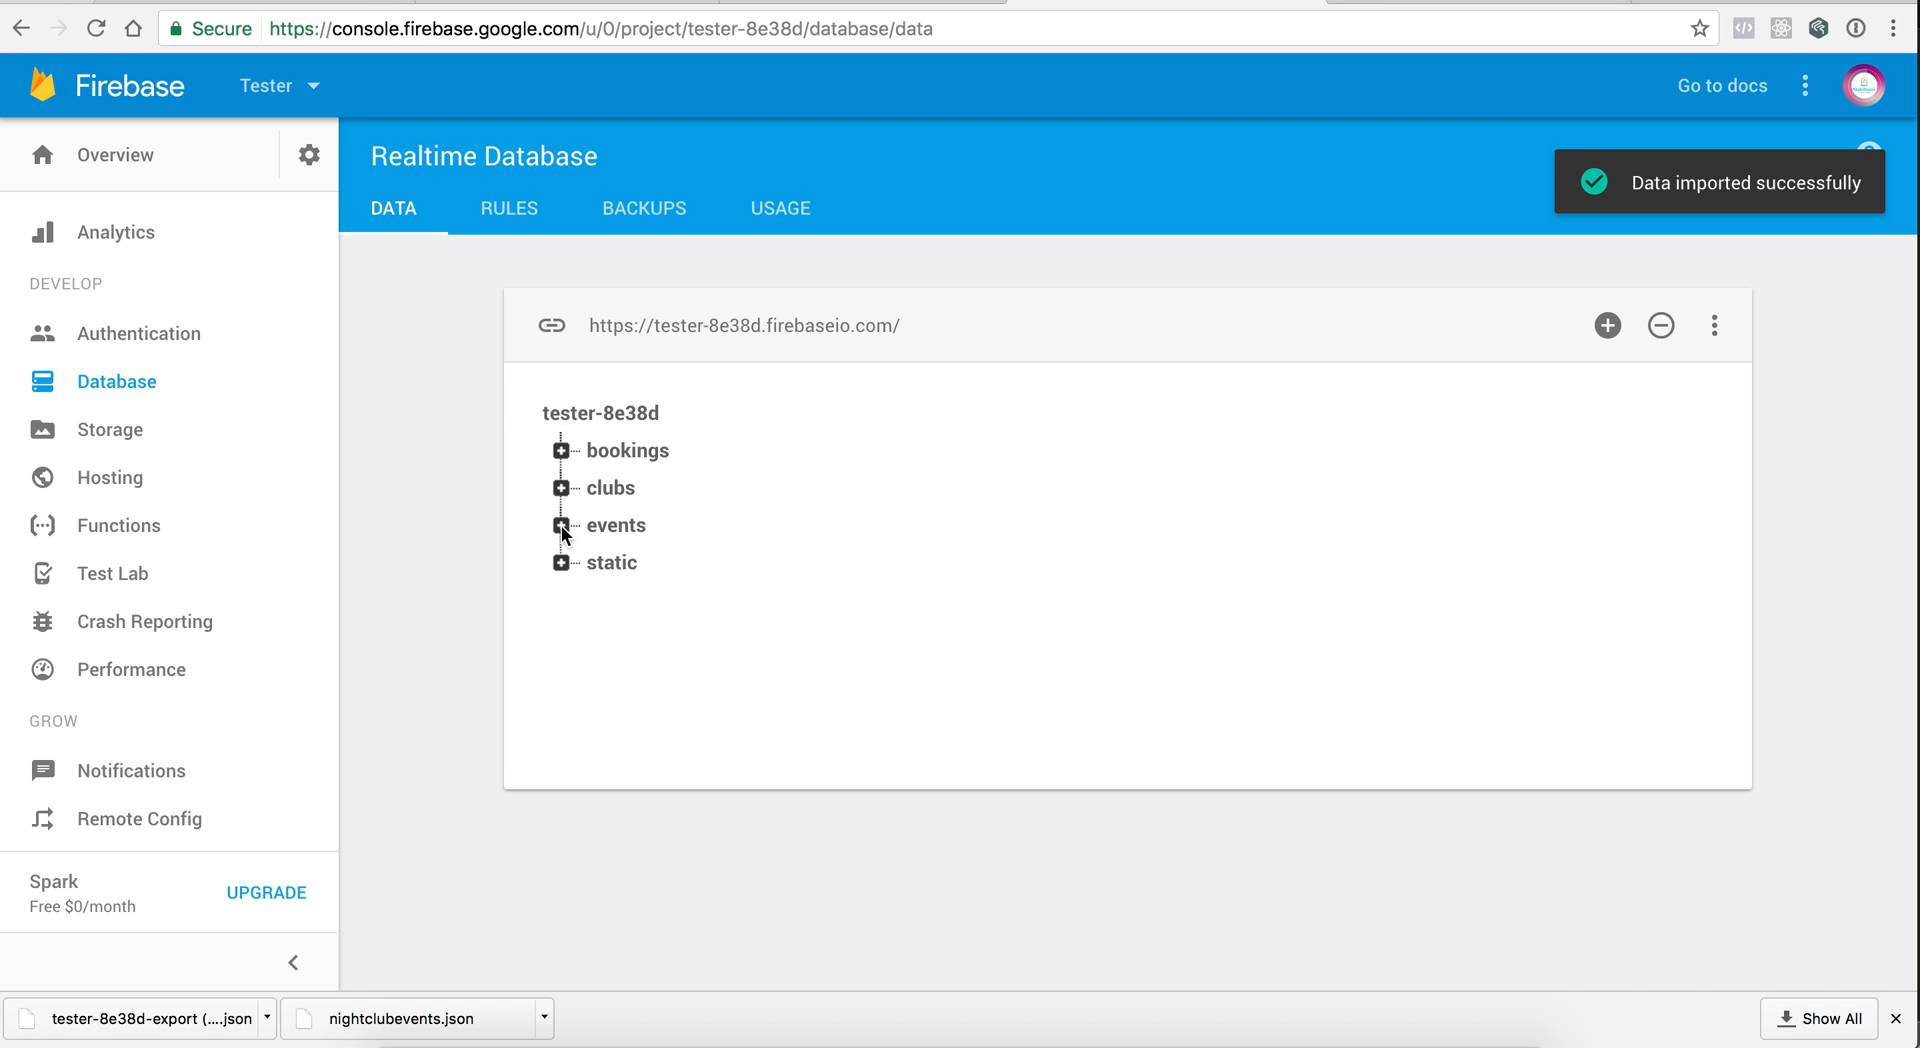 Secure https://console.firebase.google.com/u/0/project/tester-8e38d/database/data
Firebase Tester Go to docs
Overview
Realtime Database
Data imported successfully
DATA RULES BACKUPS USAGE
Analytics
DEVELOP
Authentication
Database
Storage
Hosting
Functions
Test Lab
Crash Reporting
Performance
GROW
Notifications
Remote Config
Spark
Free $0/month
UPGRADE
https://tester-8e38d.firebaseio.com/
tester-8e38d
bookings
clubs
events
static
tester-8e38d-export (....json
nightclubevents.json
Show All